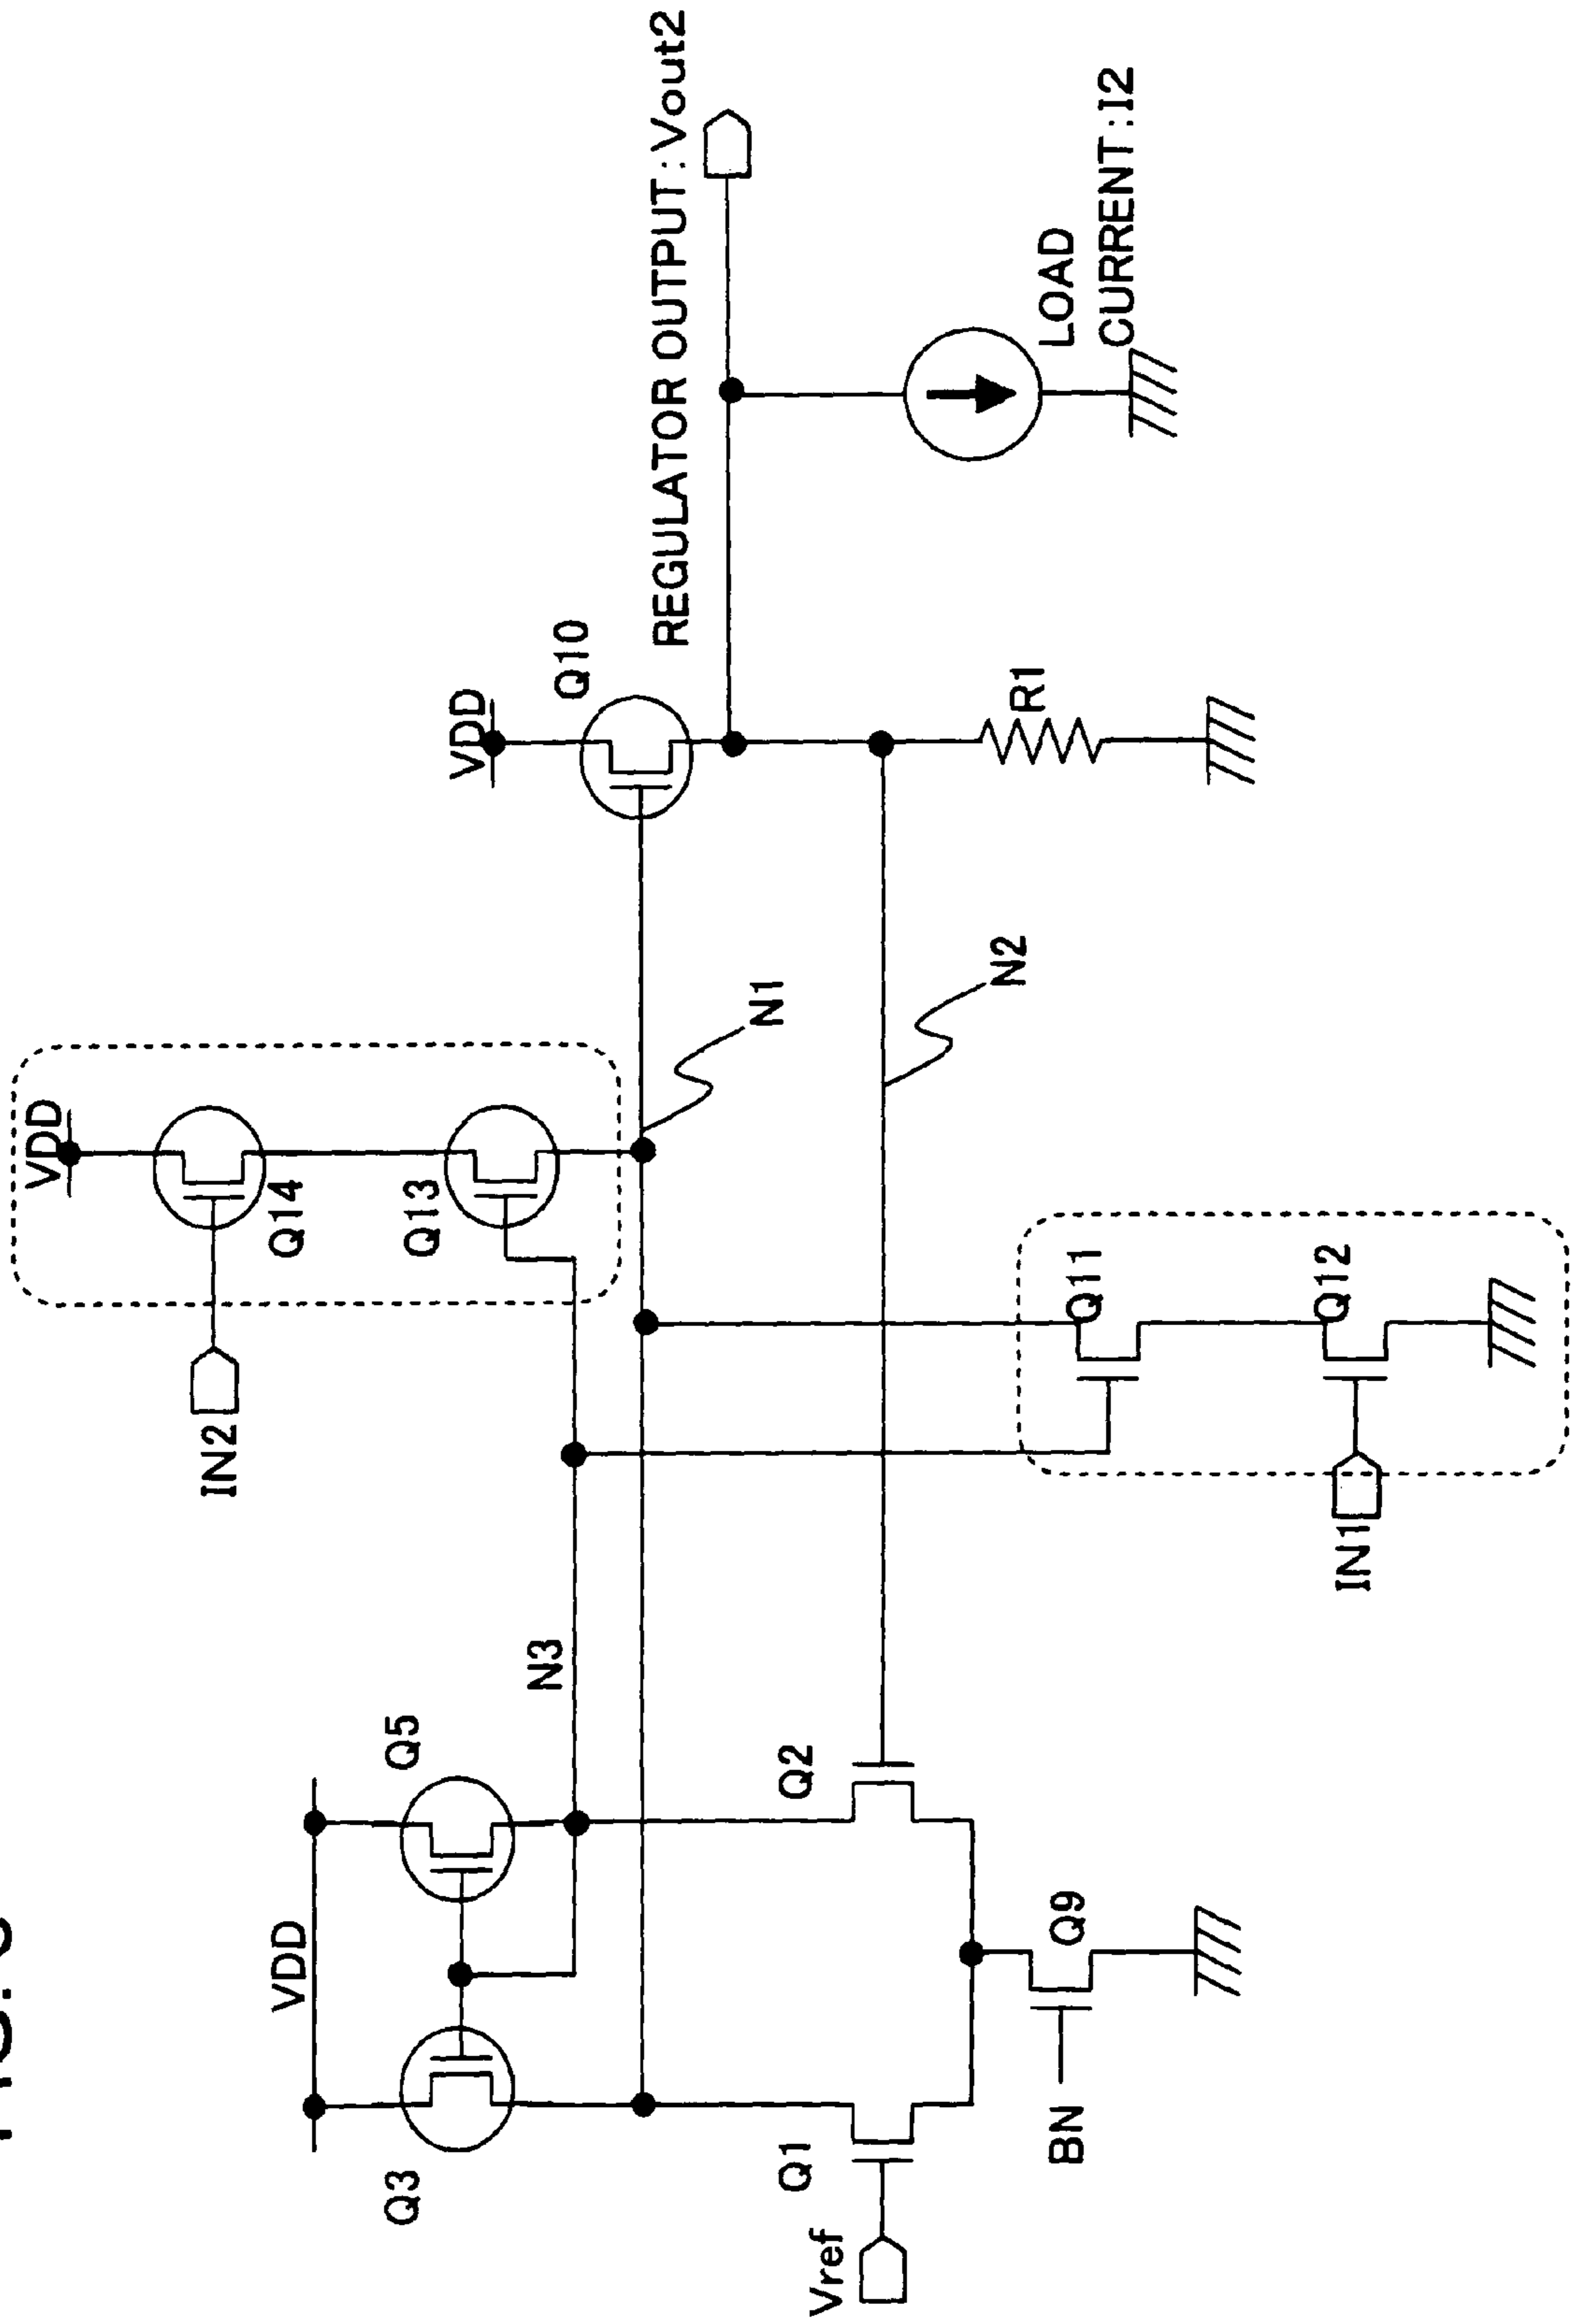 VDD
Q14
Q13
IN2
VDD
Q10
REGULATOR OUTPUT:Vout2
VDD
Q3
Q5
N3
N1
N2
R1
LOAD
CURRENT:I2
Vref
Q1
Q2
Q11
Q12
IN1
BN
Q9